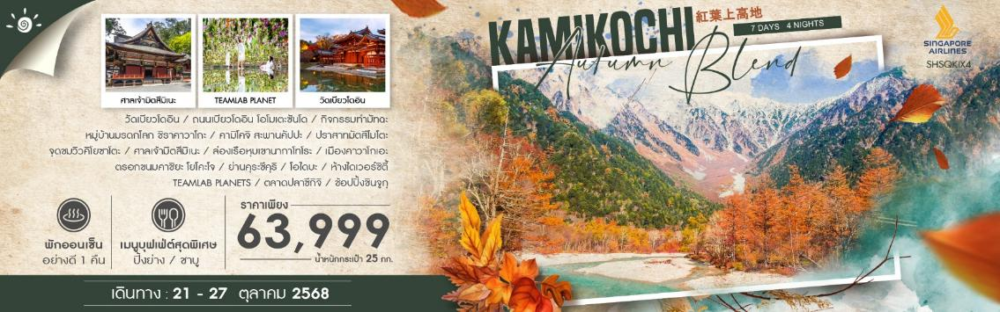 ศาลเจ้ามิตสึมิเนะ
TEAMLAB PLANET
วัดเบียวโดอิน
วัดเบียวโดอิน / ถนนเบียวโดอิน โอโมเตะซันโด / กิจกรรมทำมัทฉะ
หมู่บ้านมรดกโลก ชิราคาวาโกะ / คามิโคจิ สะพานคัปปะ / ปราสาทมัตสึโมโตะ
จุดชมวิวคิโยซาโตะ / ศาลเจ้ามิตสึมิเนะ / ล่องเรือหุบเขานากาโทโระ / เมืองคาวาโกเอะ
ตรอกขนมคาชิยะ โยโคะโจ / ย่านคุระซึคุริ / โอไดบะ / ห้างไดเวอร์ซิตี้
TEAMLAB PLANETS / ตลาดปลาซึกิจิ / ช้อปปิ้งชินจูกุ
พักออนเซ็น
อย่างดี 1 คืน
เมนูบุฟเฟ่ต์สุดพิเศษ
ปิ้งย่าง / ชาบู
ราคาเพียง
63,999
น้ำหนักกระเป๋า 25 กก.
เดินทาง : 21 - 27 ตุลาคม 2568
KAMIKOCHI
紅葉上高地
7 DAYS 4 NIGHTS
Autumn Blend
SINGAPORE
AIRLINES
SHSQKIX4